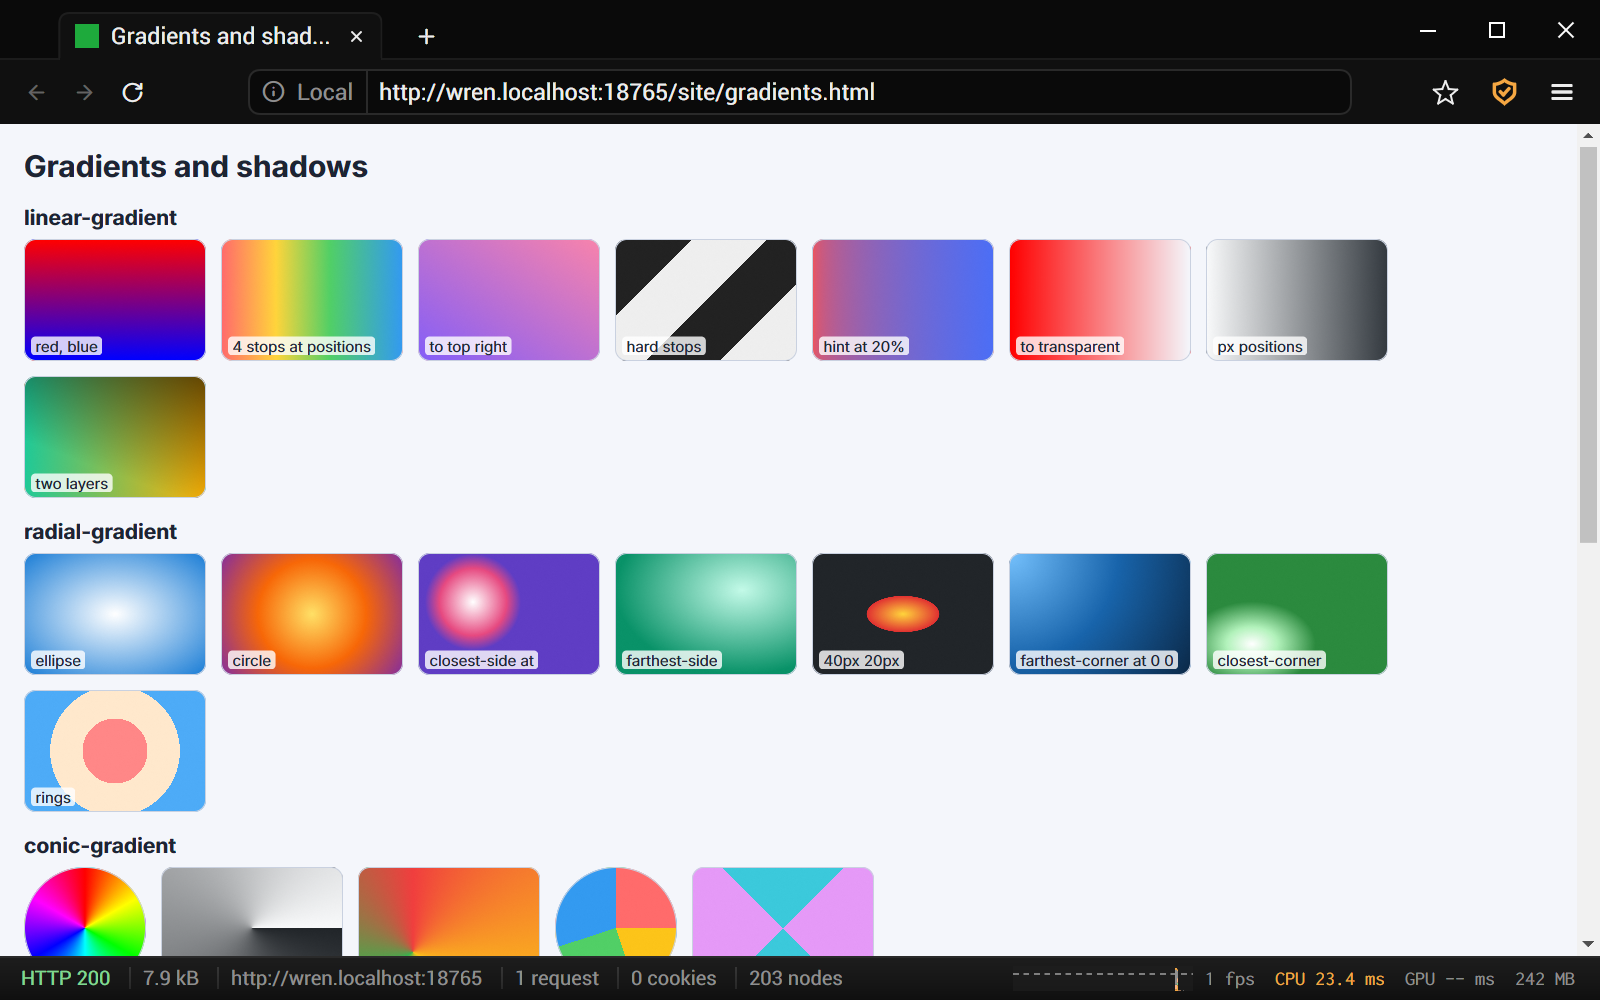 Gradients and shad...
Local
http://wren.localhost:18765/site/gradients.html
Gradients and shadows
linear-gradient
red, blue
4 stops at positions
to top right
hard stops
hint at 20%
to transparent
px positions
two layers
radial-gradient
ellipse
circle
closest-side at
farthest-side
40px 20px
farthest-corner at 0 0
closest-corner
rings
conic-gradient
HTTP 200
7.9 kB
http://wren.localhost:18765
1 request
0 cookies
203 nodes
1 fps
CPU 23.4 ms
GPU -- ms
242 MB